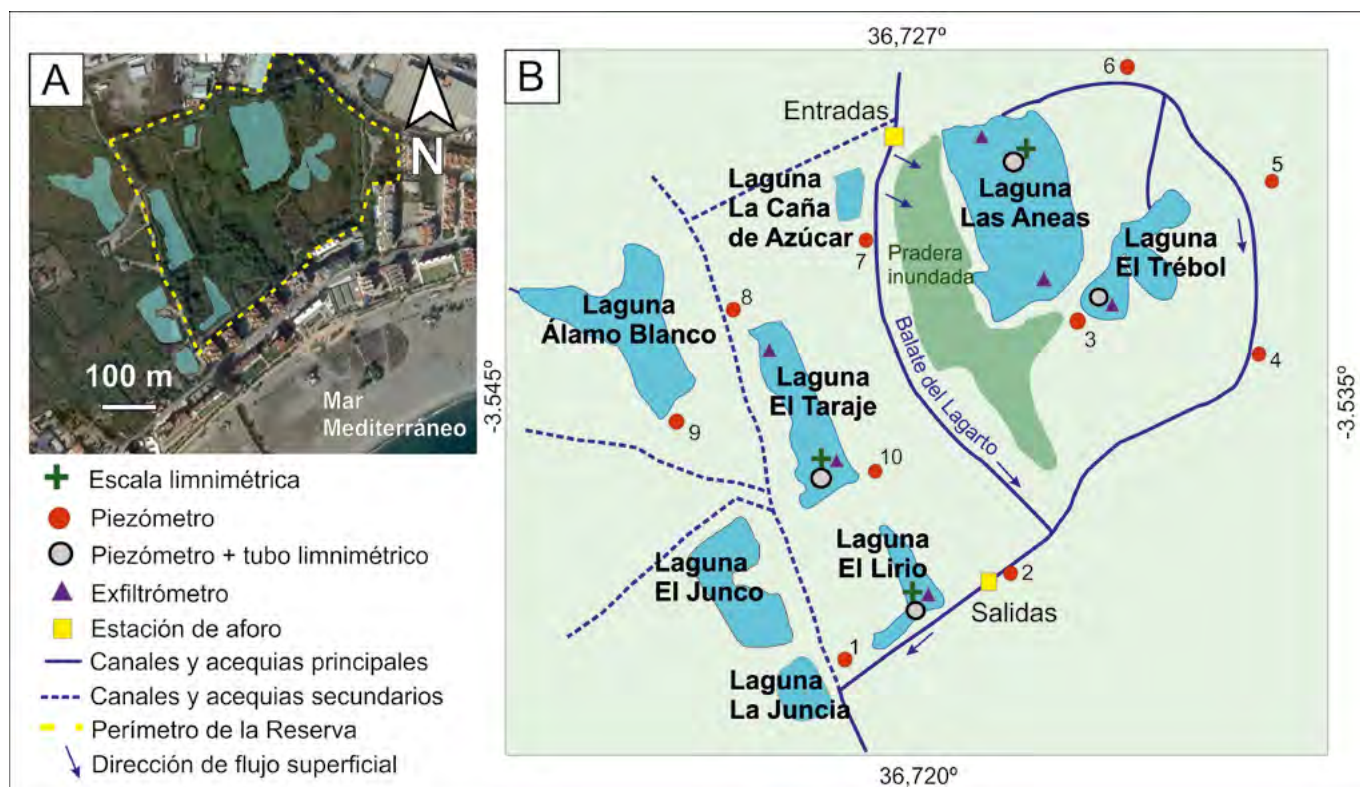 A
N
100 m
Mar
Mediterráneo
Escala limnimétrica
Piezómetro
Piezómetro + tubo limnimétrico
Exfiltrómetro
Estación de aforo
Canales y acequias principales
Canales y acequias secundarios
Perímetro de la Reserva
Dirección de flujo superficial
B
36,727º
-3.545º
-3.535º
36,720º
Entradas
6
5
Laguna
La Caña
de Azúcar
7
Pradera
inundada
Laguna
Las Aneas
Laguna
El Trébol
3
4
8
Laguna
Álamo Blanco
9
Laguna
El Taraje
10
Balate del Lagarto
Laguna
El Junco
Laguna
El Lirio
2
Salidas
1
Laguna
La Juncia